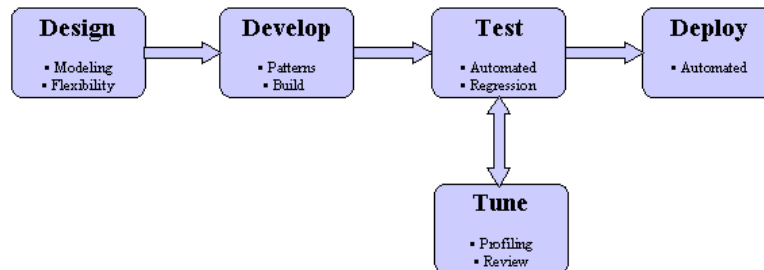 Design
▪ Modeling
▪ Flexibility
Develop
▪ Patterns
▪ Build
Test
▪ Automated
▪ Regression
Deploy
▪ Automated
Tune
▪ Profiling
▪ Review